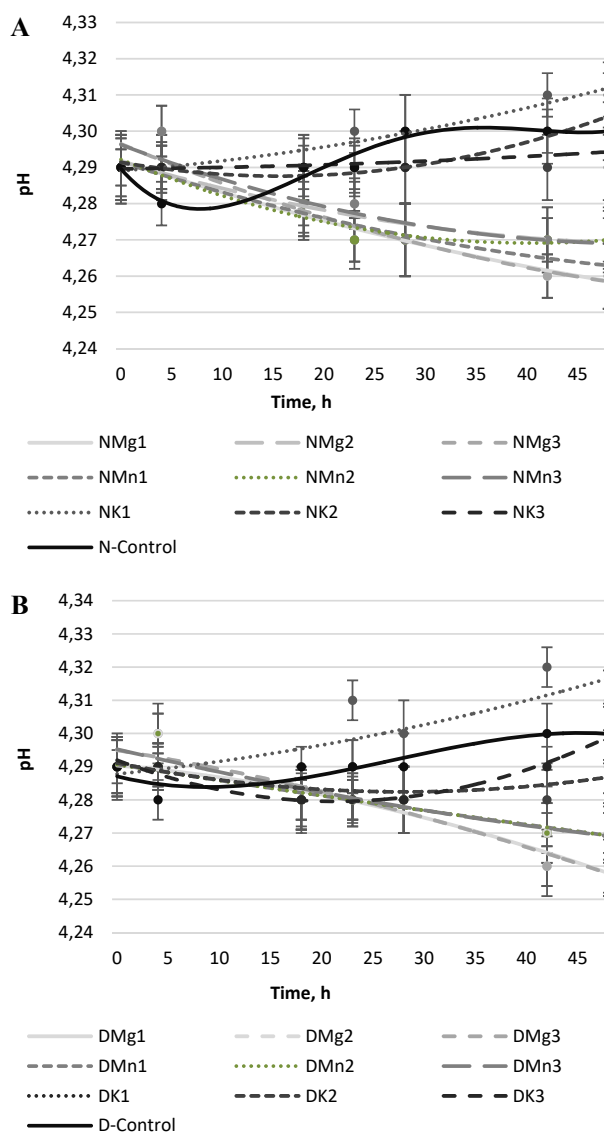 A
4,33
4,32
4,31
4,30
4,29
4,28
4,27
4,26
4,25
4,24
pH
0 5 10 15 20 25 30 35 40 45
Time, h
NMg1 NMg2 NMg3
NMn1 NMn2 NMn3
NK1 NK2 NK3
N-Control
B
4,34
4,33
4,32
4,31
4,30
4,29
4,28
4,27
4,26
4,25
4,24
pH
0 5 10 15 20 25 30 35 40 45
Time, h
DMg1 DMg2 DMg3
DMn1 DMn2 DMn3
DK1 DK2 DK3
D-Control